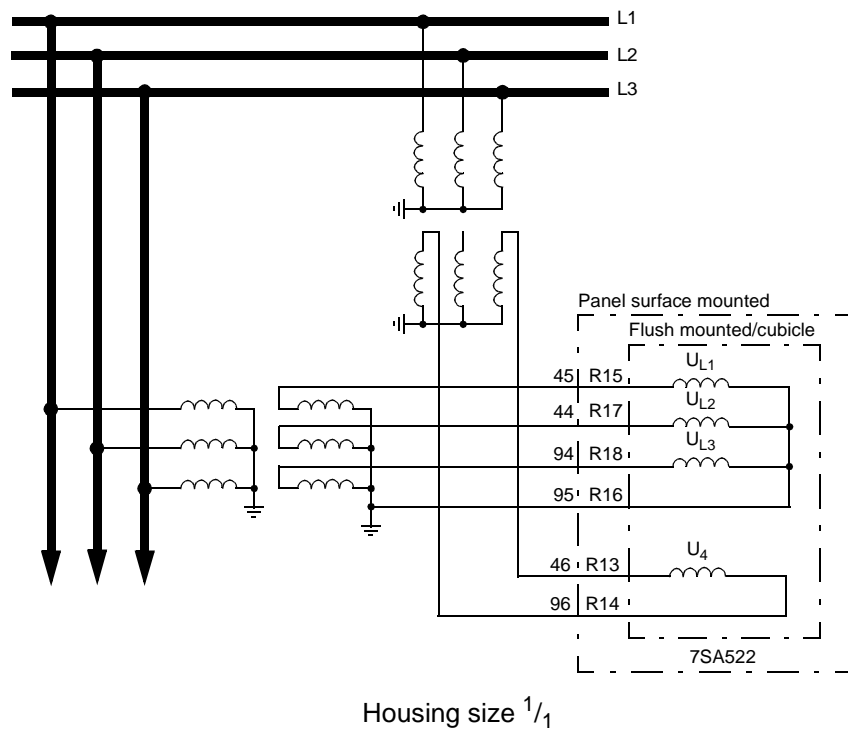 L1
L2
L3
Panel surface mounted
Flush mounted/cubicle
45 R15 UL1
44 R17 UL2
94 R18 UL3
95 R16
46 R13 U4
96 R14
7SA522
Housing size 1/1